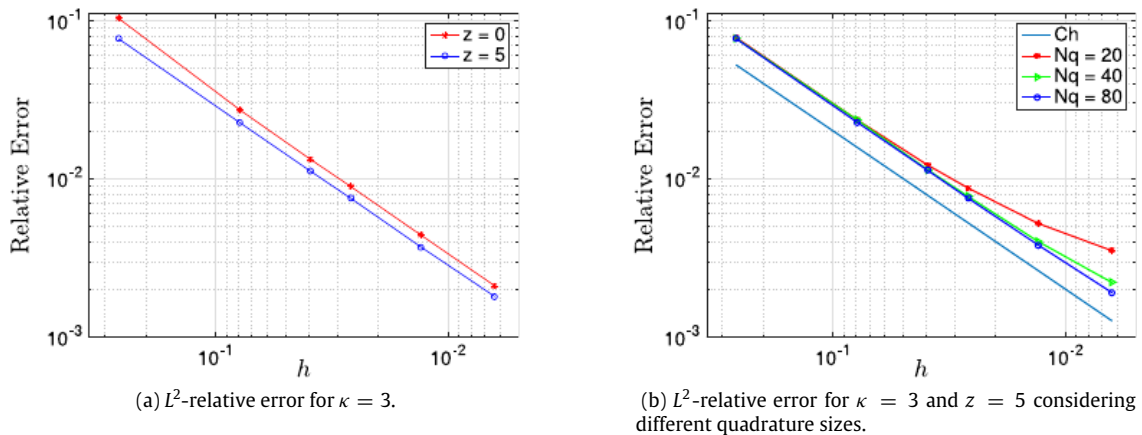 10^-1
10^-2
10^-3
Relative Error
z = 0
z = 5
10^-1
10^-2
h
(a) L^2-relative error for κ = 3.
10^-1
10^-2
10^-3
Relative Error
Ch
Nq = 20
Nq = 40
Nq = 80
10^-1
10^-2
h
(b) L^2-relative error for κ = 3 and z = 5 considering
different quadrature sizes.